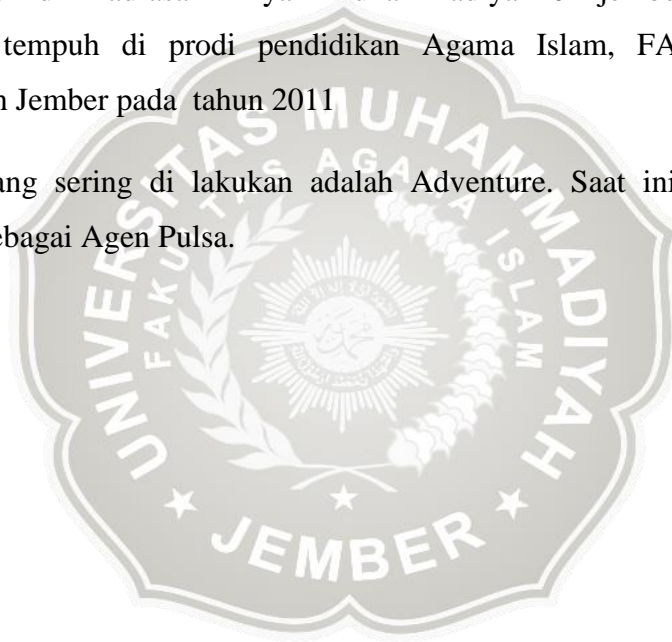 tempuh di prodi pendidikan Agama Islam, FA
Jember pada tahun 2011
ang sering di lakukan adalah Adventure. Saat ini
ebagai Agen Pulsa.
UNIVERSITAS MUHAMMADIYAH
FAKULTAS AGAMA ISLAM
JEMBER